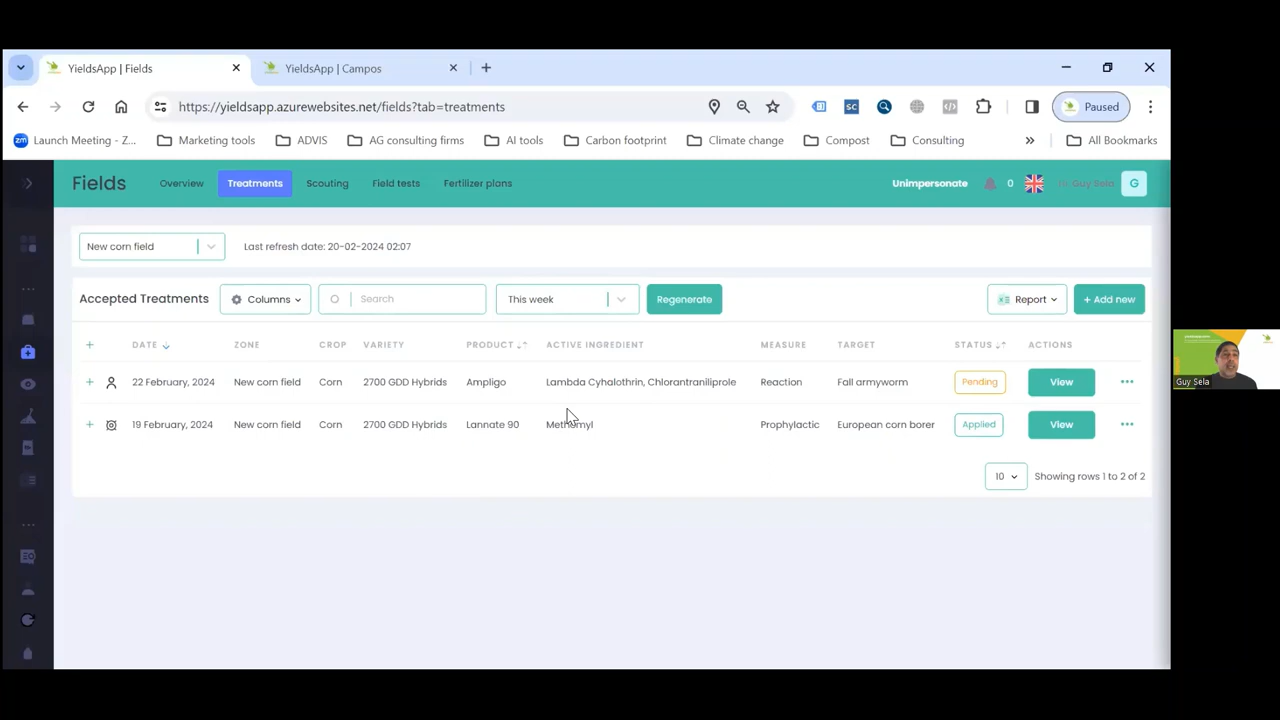 YieldsApp | Fields
YieldsApp | Campos
https://yieldsapp.azurewebsites.net/fields?tab=treatments
SC
Paused
zm Launch Meeting - Z...
Marketing tools
ADVIS
AG consulting firms
AI tools
Carbon footprint
Climate change
Compost
Consulting
»
All Bookmarks
Fields
Overview
Treatments
Scouting
Field tests
Fertilizer plans
Unimpersonate
0
Hi, Guy Sela
G
New corn field
Last refresh date: 20-02-2024 02:07
Accepted Treatments
Columns
Search
This week
Regenerate
Report
+ Add new
+ DATE ZONE CROP VARIETY PRODUCT ACTIVE INGREDIENT MEASURE TARGET STATUS ACTIONS
+ 22 February, 2024 New corn field Corn 2700 GDD Hybrids Ampligo Lambda Cyhalothrin, Chlorantraniliprole Reaction Fall armyworm Pending View ...
+ 19 February, 2024 New corn field Corn 2700 GDD Hybrids Lannate 90 Methomyl Prophylactic European corn borer Applied View ...
10
Showing rows 1 to 2 of 2
Guy Sela